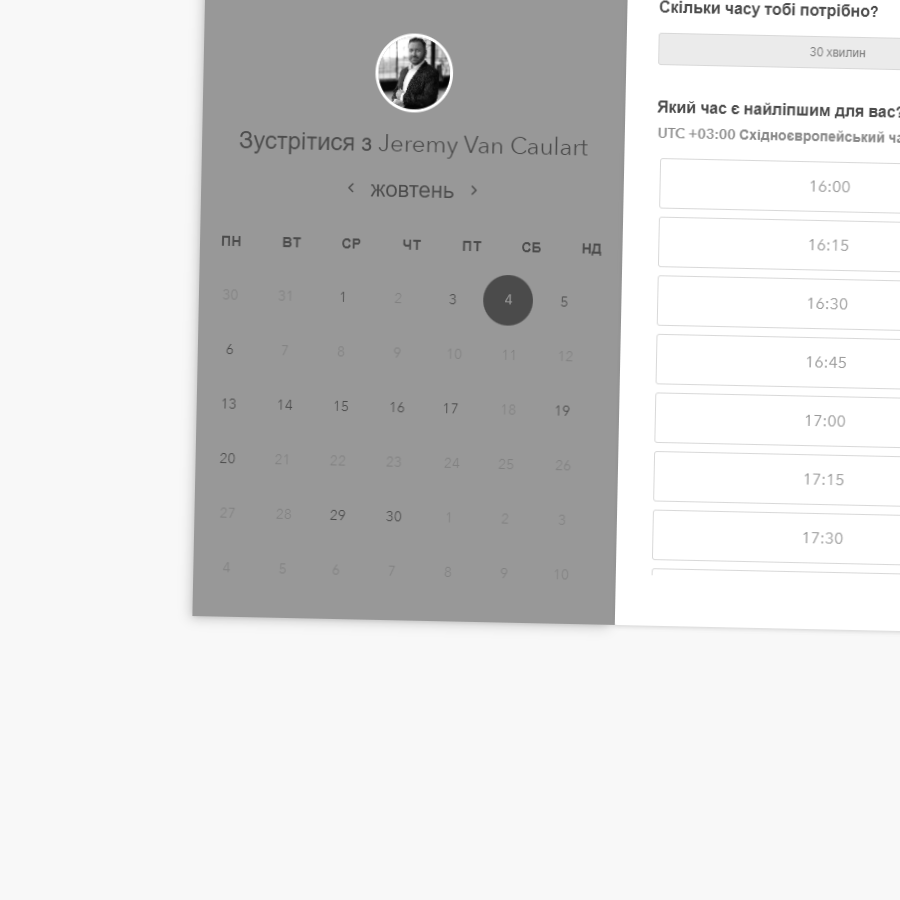 Зустрітися з Jeremy Van Caulart
жовтень
ПН ВТ СР ЧТ ПТ СБ НД
30 31 1 2 3 4 5
6 7 8 9 10 11 12
13 14 15 16 17 18 19
20 21 22 23 24 25 26
27 28 29 30 1 2 3
4 5 6 7 8 9 10
Скільки часу тобі потрібно?
30 хвилин
Який час є найліпшим для вас?
UTC +03:00 Східноєвропейський
16:00
16:15
16:30
16:45
17:00
17:15
17:30